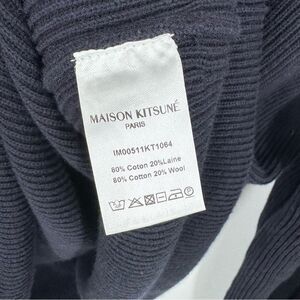 MAISON KITSUNÉ
PARIS
IM00511KT1064
80% Coton 20%Laine
80% Cotton 20% Wool